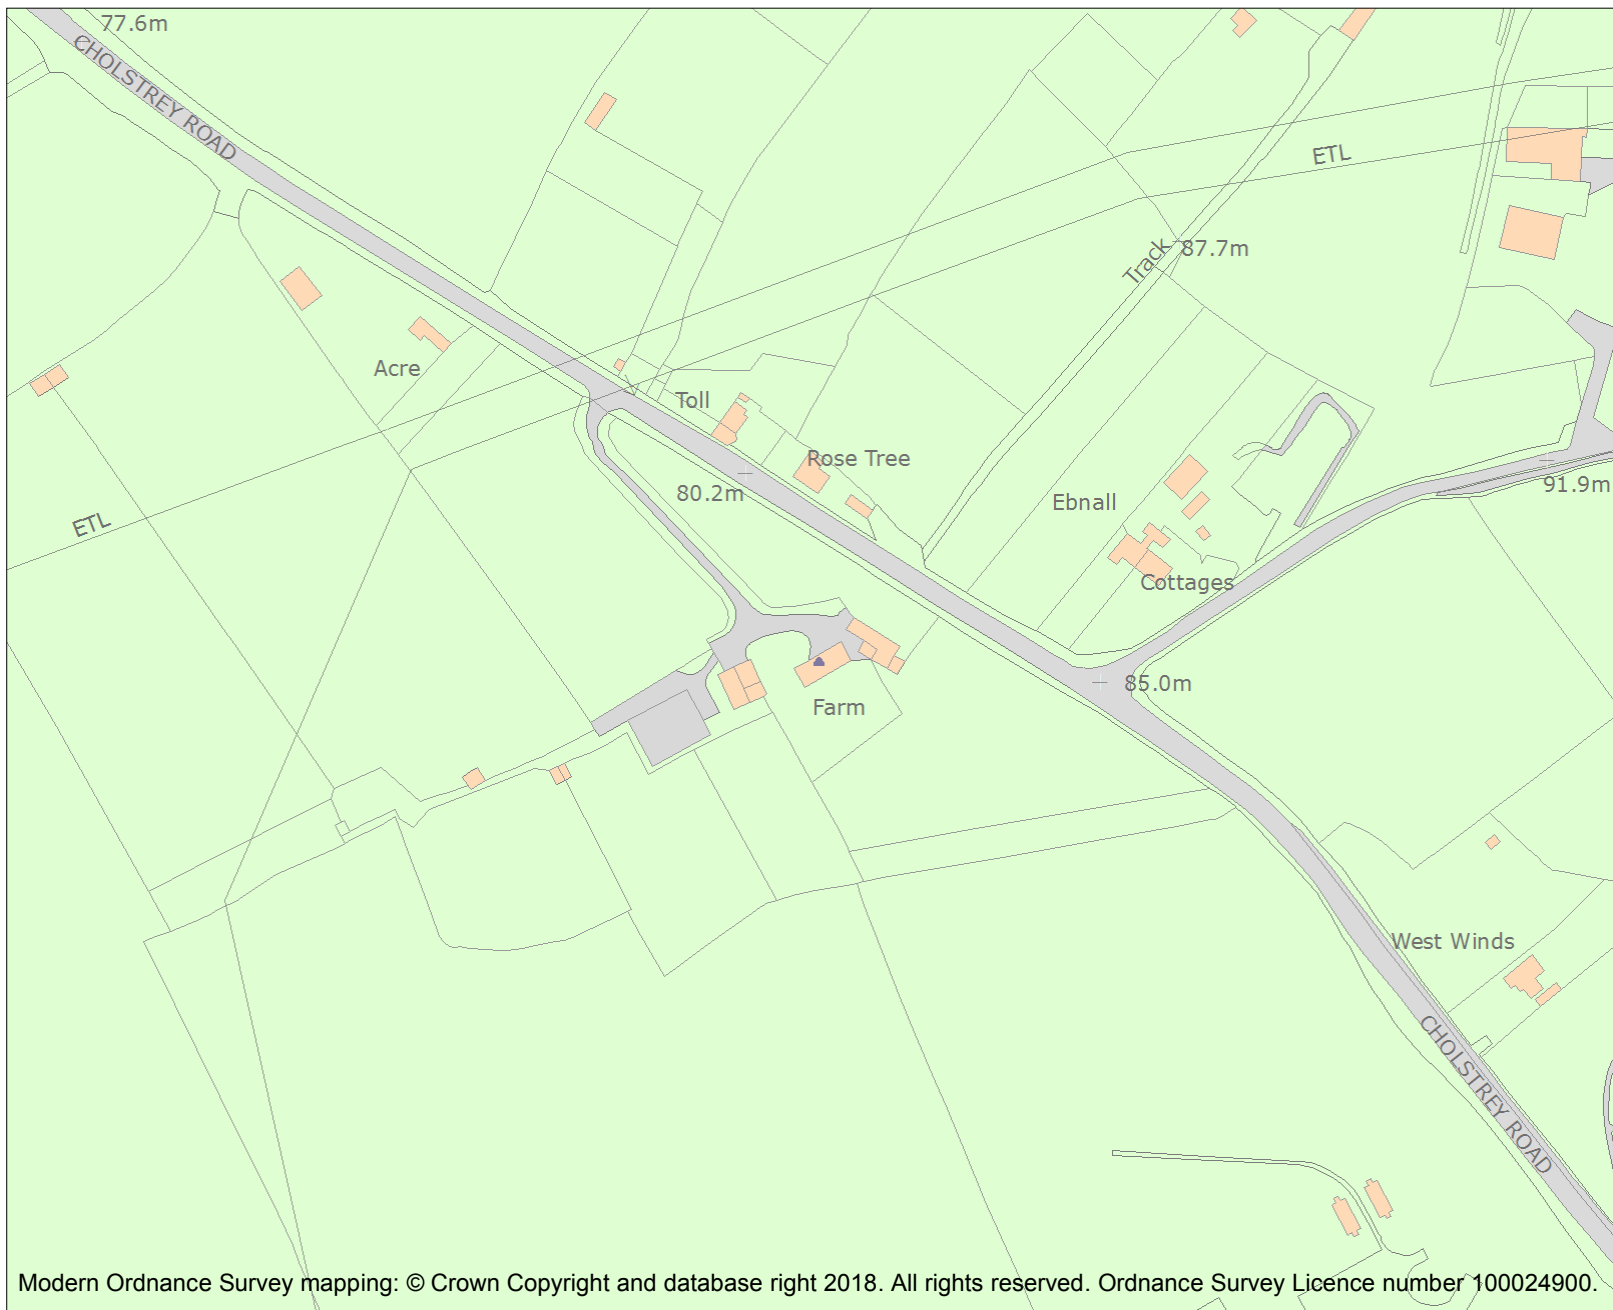 77.6m
CHOLSTREY ROAD
ETL
Track
87.7m
Acre
Toll
Rose Tree
80.2m
Ebnall
91.9m
ETL
Cottages
85.0m
Farm
West Winds
CHOLSTREY ROAD
Modern Ordnance Survey mapping: © Crown Copyright and database right 2018. All rights reserved. Ordnance Survey Licence number 100024900.